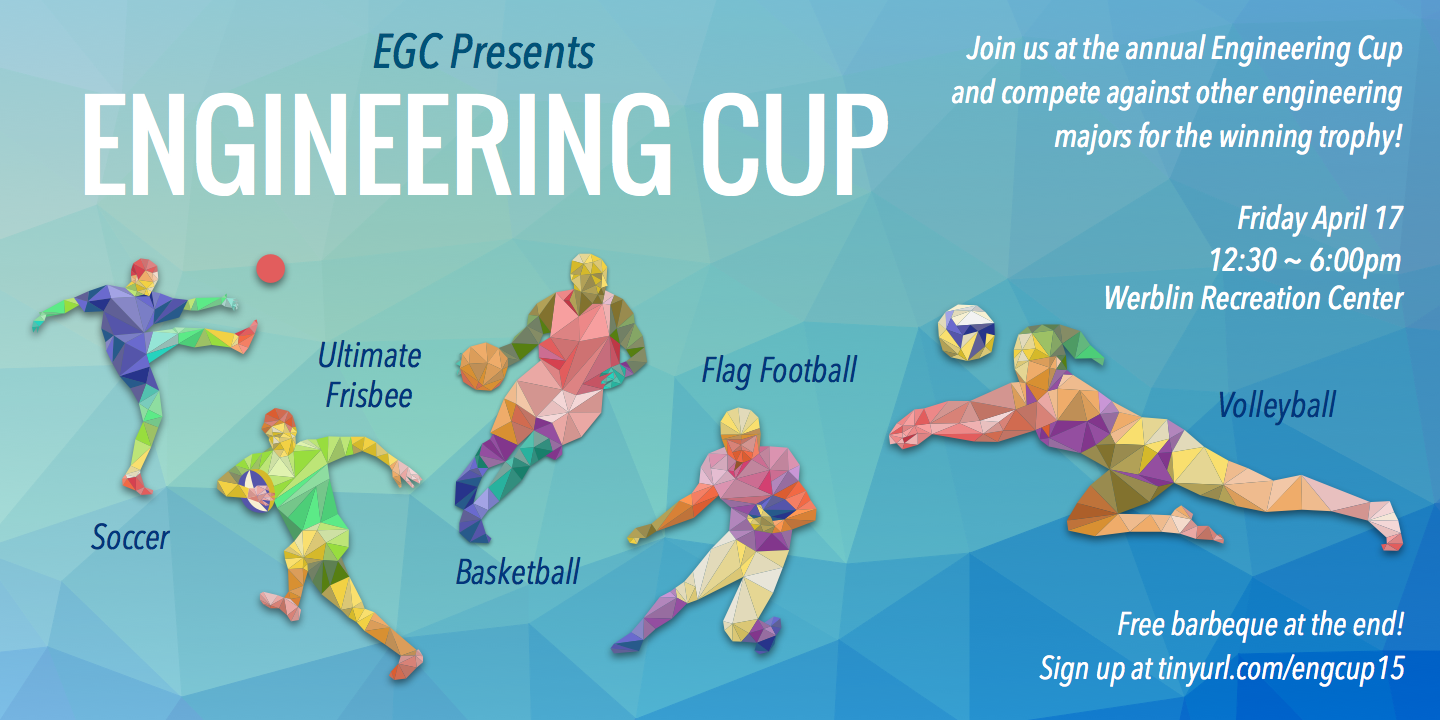 EGC Presents
ENGINEERING CUP
Join us at the annual Engineering Cup
and compete against other engineering
majors for the winning trophy!
Friday April 17
12:30 ~ 6:00pm
Werblin Recreation Center
Ultimate
Frisbee
Flag Football
Volleyball
Soccer
Basketball
Free barbeque at the end!
Sign up at tinyurl.com/engcup15